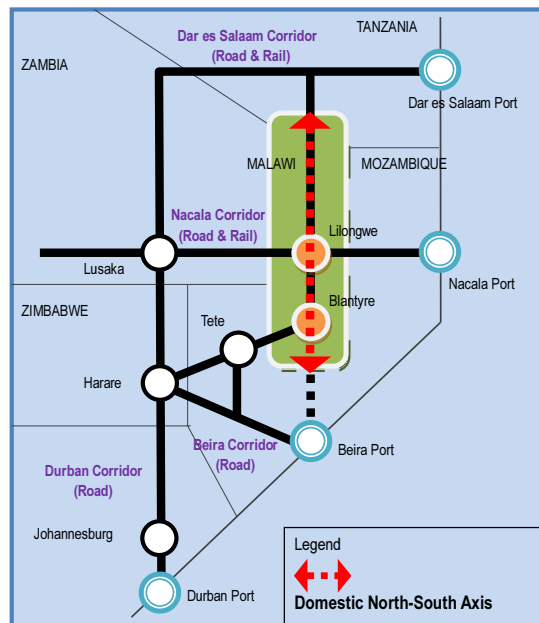 TANZANIA
Dar es Salaam Corridor
(Road & Rail)
ZAMBIA
Dar es Salaam Port
MALAWI
MOZAMBIQUE
Nacala Corridor
(Road & Rail)
Lilongwe
Lusaka
Nacala Port
ZIMBABWE
Blantyre
Tete
Harare
Beira Corridor
(Road)
Beira Port
Durban Corridor
(Road)
Johannesburg
Legend
Domestic North-South Axis
Durban Port